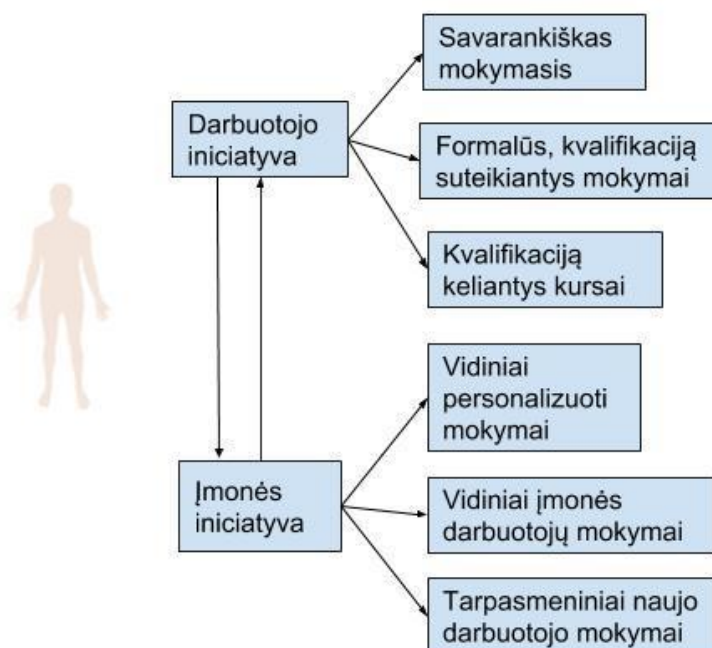 Savarankiškas
mokymasis
Darbuotojo
iniciatyva
Formalūs, kvalifikaciją
suteikiantys mokymai
Kvalifikaciją
keliantys kursai
Vidiniai
personalizuoti
mokymai
Įmonės
iniciatyva
Vidiniai įmonės
darbuotojų mokymai
Tarpasmeniniai naujo
darbuotojo mokymai